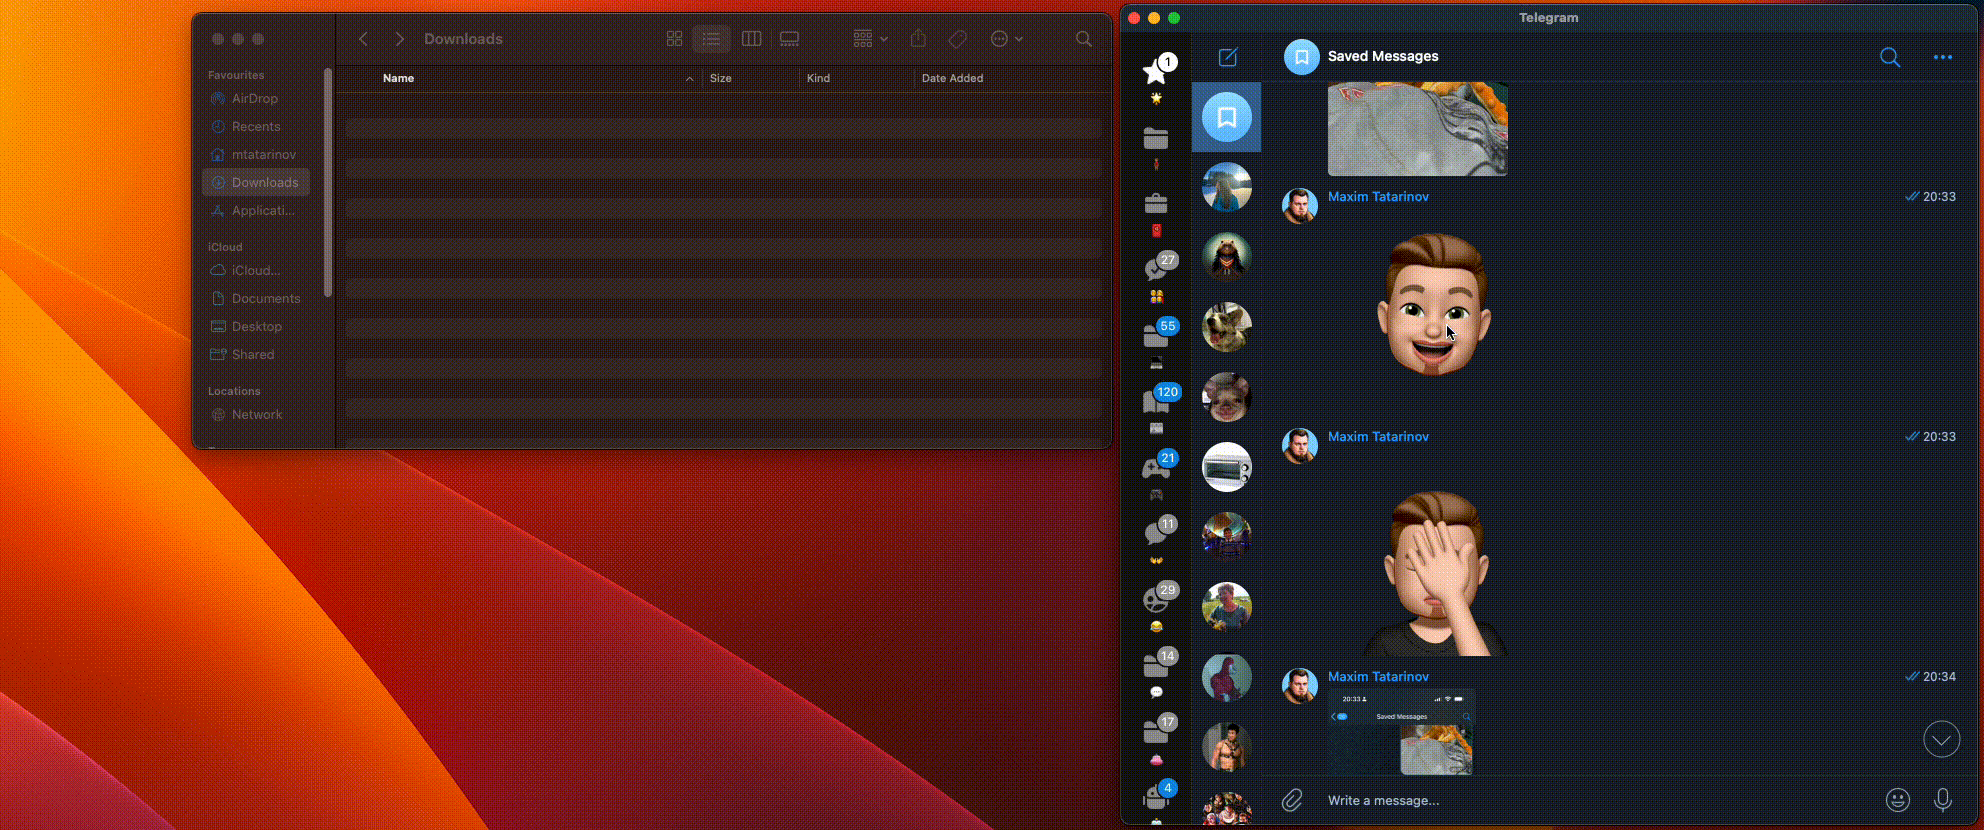 Downloads
Favourites
AirDrop
Recents
mtatarinov
Downloads
Applicati...
iCloud
iCloud...
Documents
Desktop
Shared
Locations
Network
Name
Size
Kind
Date Added
Telegram
1
27
55
120
21
11
29
14
17
4
Saved Messages
Maxim Tatarinov
20:33
Maxim Tatarinov
20:33
Maxim Tatarinov
20:34
20:33
Saved Messages
Write a message...